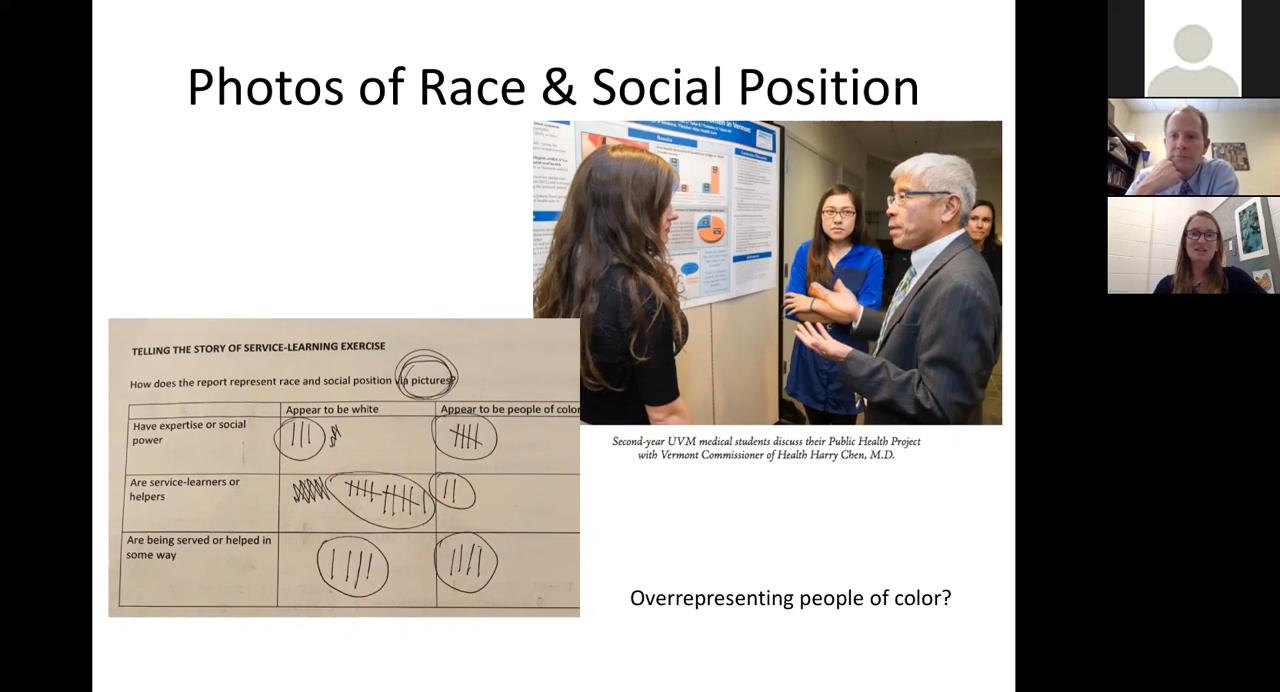 Photos of Race & Social Position
in Vermont
Results
TELLING THE STORY OF SERVICE-LEARNING EXERCISE
How does the report represent race and social position via pictures?
Appear to be white
Appear to be people of color
Have expertise or social
power
Are service-learners or
helpers
Are being served or helped in
some way
Second-year UVM medical students discuss their Public Health Project
with Vermont Commissioner of Health Harry Chen, M.D.
Overrepresenting people of color?